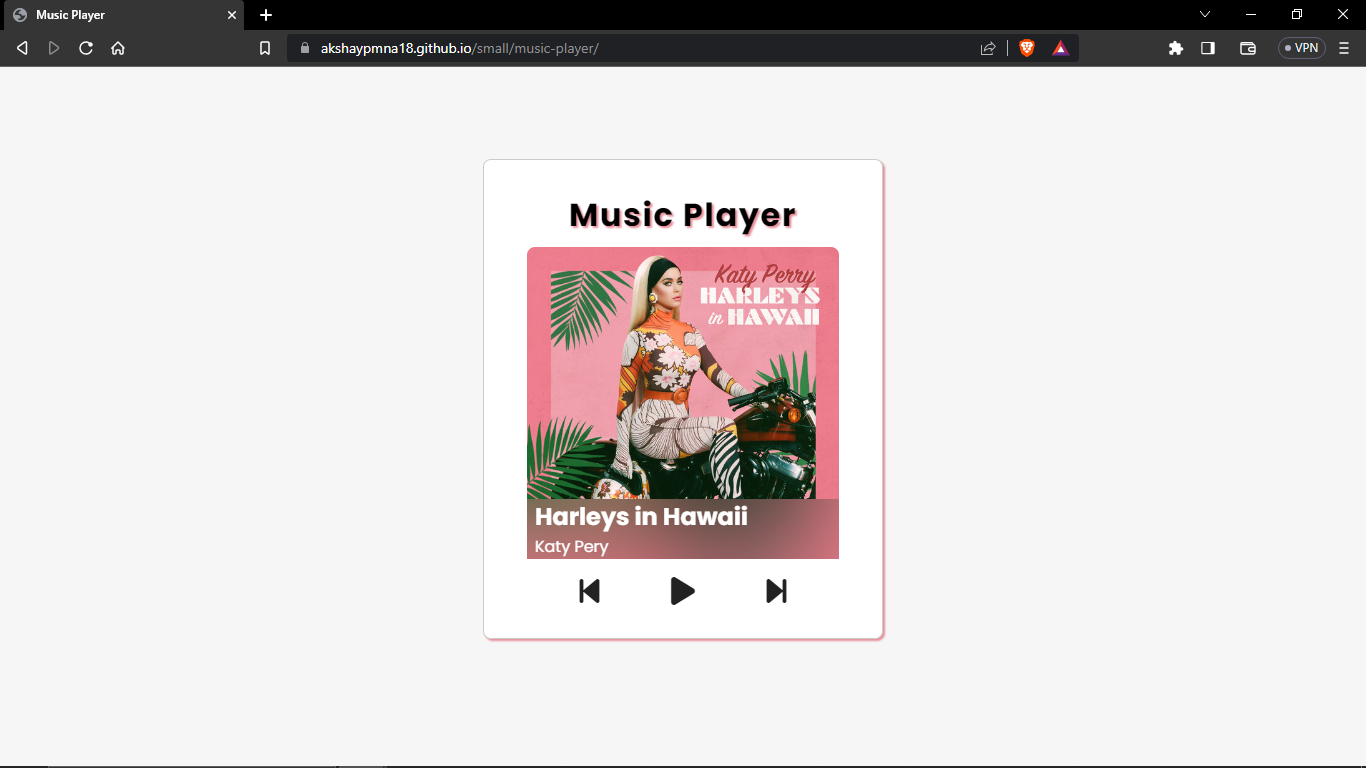 Music Player
akshaypmna18.github.io/small/music-player/
VPN
Music Player
Katy Perry
HARLEYS
in HAWAII
Harleys in Hawaii
Katy Pery